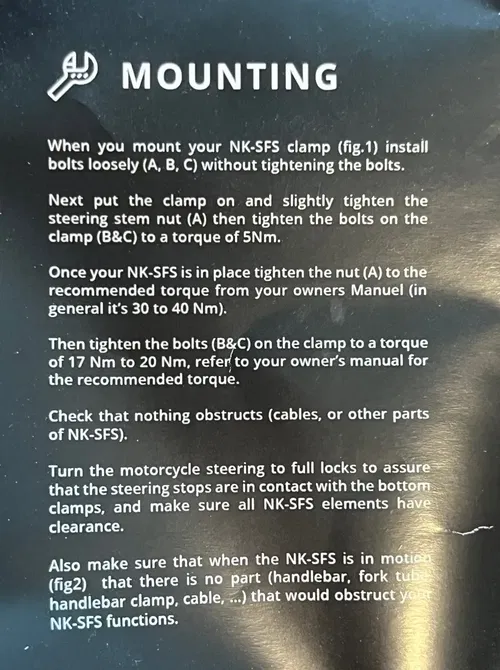 MOUNTING
When you mount your NK-SFS clamp (fig.1) install
bolts loosely (A, B, C) without tightening the bolts.
Next put the clamp on and slightly tighten the
steering stem nut (A) then tighten the bolts on the
clamp (B&C) to a torque of 5Nm.
Once your NK-SFS is in place tighten the nut (A) to the
recommended torque from your owners Manuel (in
general it's 30 to 40 Nm).
Then tighten the bolts (B&C) on the clamp to a torque
of 17 Nm to 20 Nm, refer to your owner's manual for
the recommended torque.
Check that nothing obstructs (cables, or other parts
of NK-SFS).
Turn the motorcycle steering to full locks to assure
that the steering stops are in contact with the bottom
clamps, and make sure all NK-SFS elements have
clearance.
Also make sure that when the NK-SFS is in motion
(fig2) that there is no part (handlebar, fork tube,
handlebar clamp, cable, ...) that would obstruct your
NK-SFS functions.